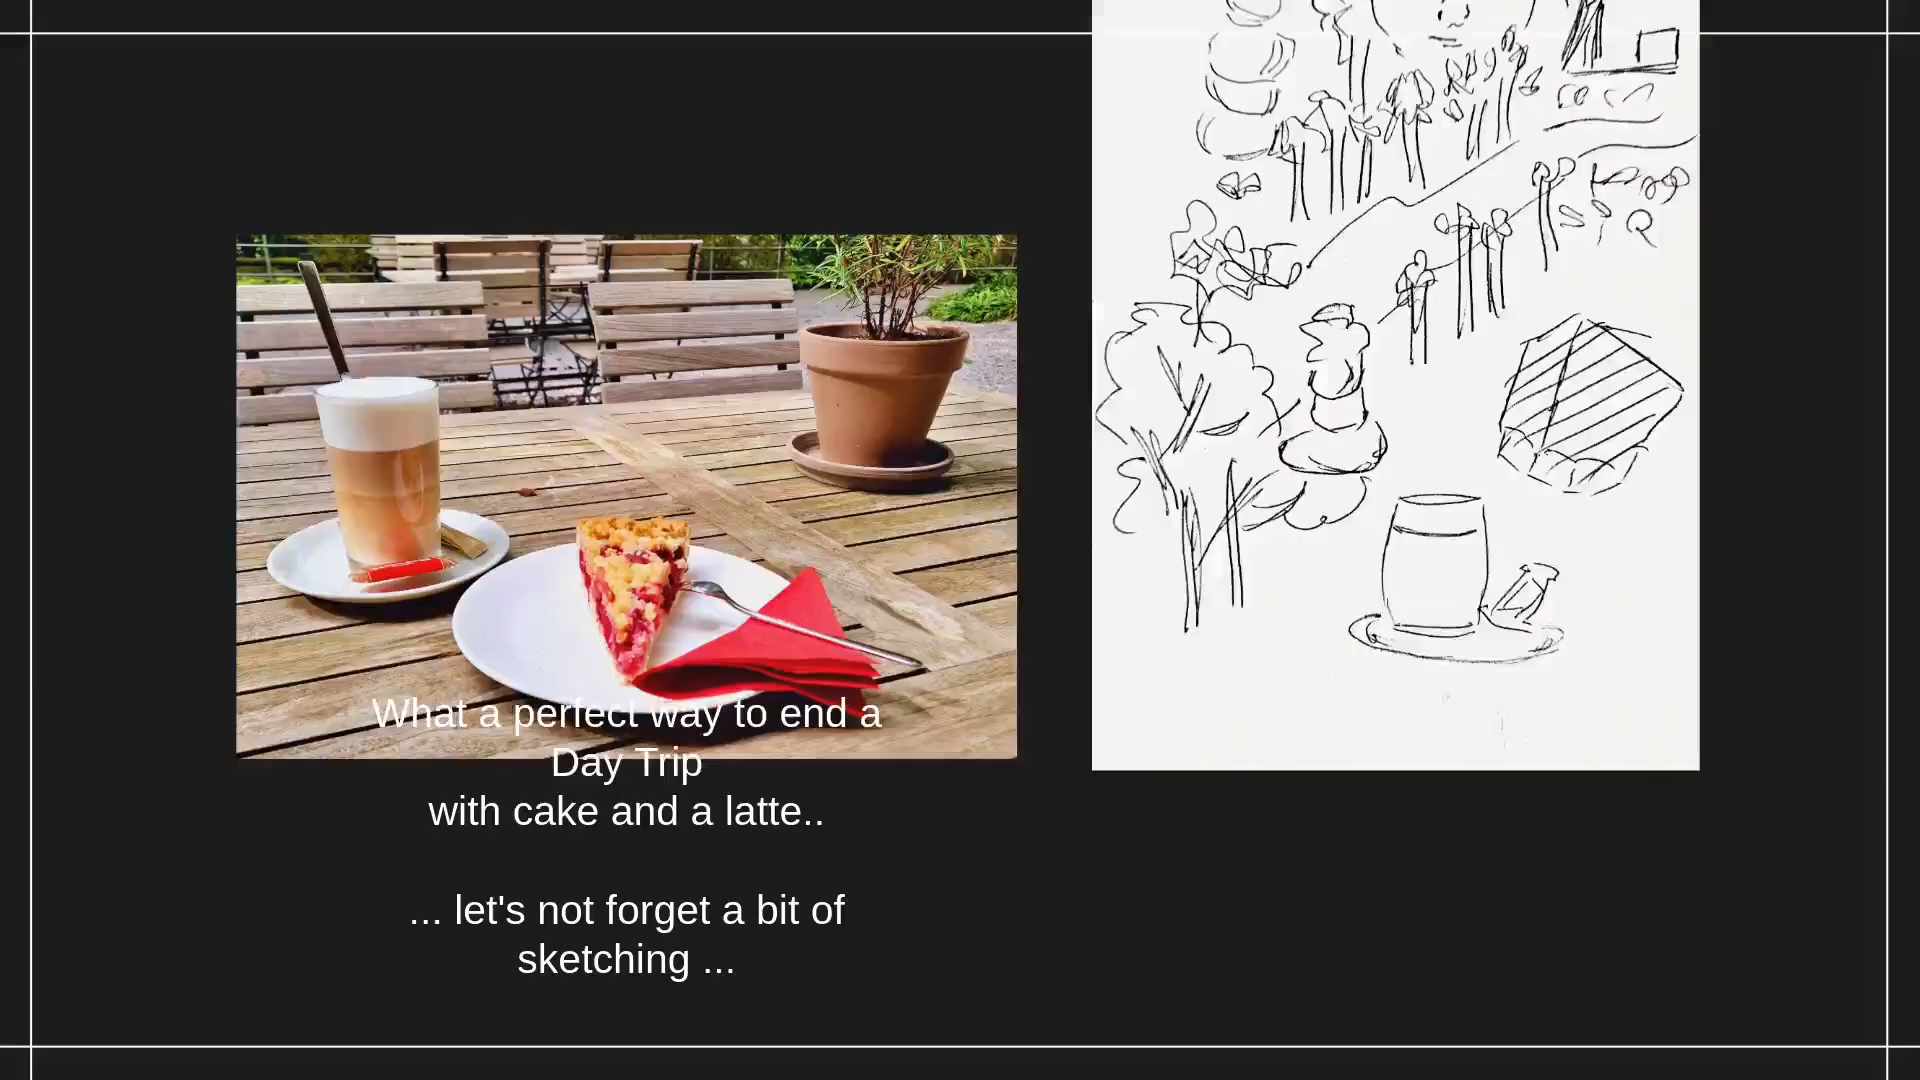 What a perfect way to end a
Day Trip
with cake and a latte..
... let's not forget a bit of
sketching ...